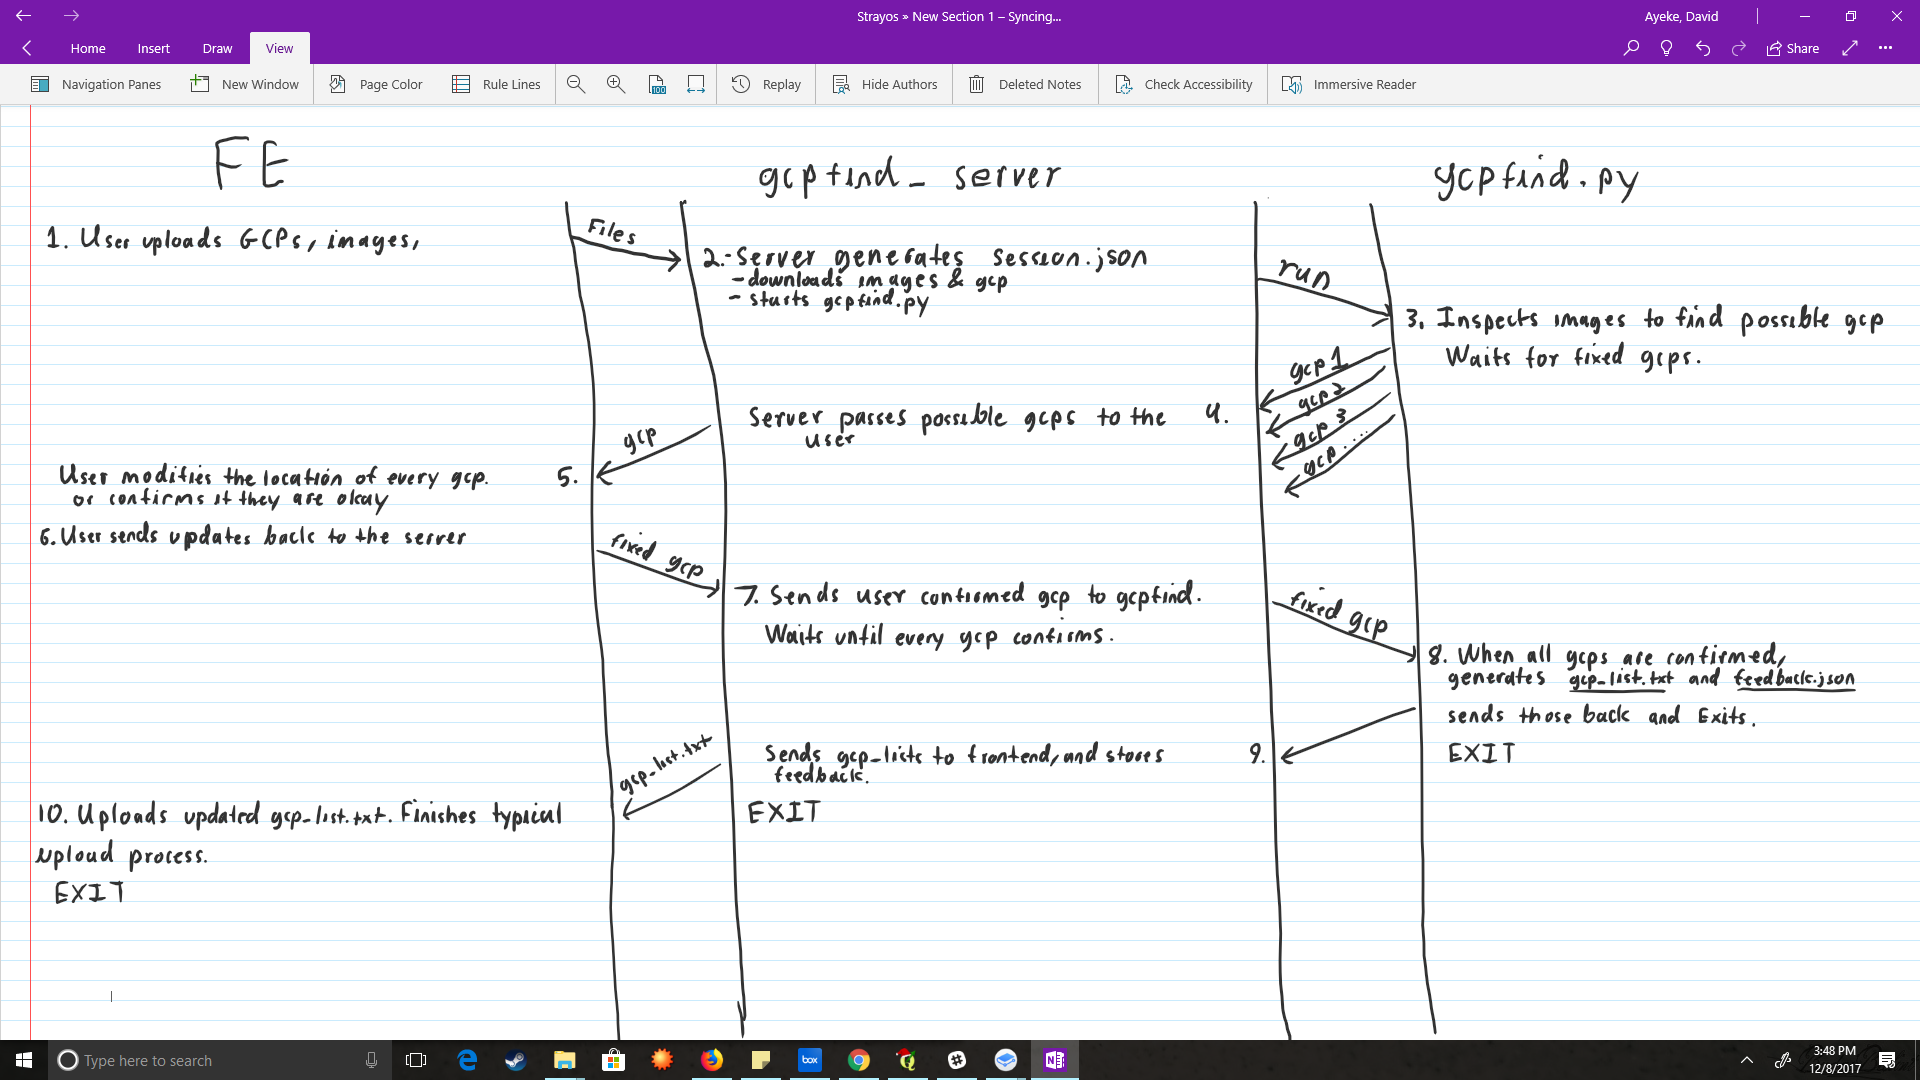 Strayos » New Section 1 – Syncing...
Ayeke, David
Home Insert Draw View
Share
Navigation Panes New Window Page Color Rule Lines 100 Replay Hide Authors Deleted Notes Check Accessibility Immersive Reader
FE
gcpfind_server
gcpfind.py
1. User uploads GCPs, images,
Files
2.-Server generates session.json
- downloads images & gcp
- starts gcpfind.py
run
3. Inspects images to find possible gcp
Waits for fixed gcps.
gcp 1
gcp 2
gcp 3
gcp....
Server passes possible gcps to the 4.
user
gcp
User modifies the location of every gcp. 5.
or confirms if they are okay
6. User sends updates back to the server
fixed gcp
7. Sends user confirmed gcp to gcpfind.
Waits until every gcp confirms.
fixed gcp
8. When all gcps are confirmed,
generates gcp_list.txt and feedback.json
sends those back and Exits.
EXIT
Sends gcp_lists to frontend, and stores 9.
feedback.
EXIT
gcp_list.txt
10. Uploads updated gcp_list.txt. Finishes typical
upload process.
EXIT
Type here to search
box
N
3:48 PM
12/8/2017